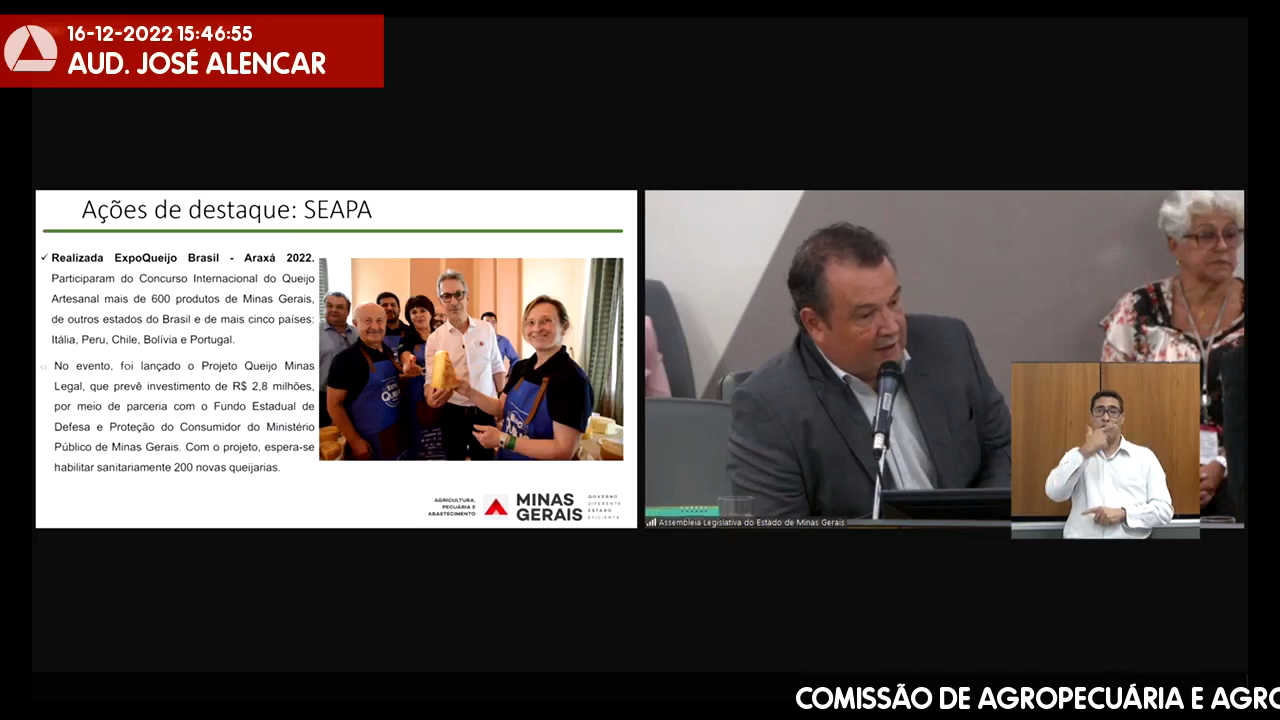 16-12-2022 15:46:55
AUD. JOSÉ ALENCAR
Ações de destaque: SEAPA
✓ Realizada ExpoQueijo Brasil - Araxá 2022.
Participaram do Concurso Internacional do Queijo
Artesanal mais de 600 produtos de Minas Gerais,
de outros estados do Brasil e de mais cinco países:
Itália, Peru, Chile, Bolívia e Portugal.
No evento, foi lançado o Projeto Queijo Minas
Legal, que prevê investimento de R$ 2,8 milhões,
por meio de parceria com o Fundo Estadual de
Defesa e Proteção do Consumidor do Ministério
Público de Minas Gerais. Com o projeto, espera-se
habilitar sanitariamente 200 novas queijarias.
AGRICULTURA,
PECUÁRIA E
ABASTECIMENTO
MINAS
GERAIS
GOVERNO
DIFERENTE
ESTADO
EFICIENTE
Assembleia Legislativa do Estado de Minas Gerais
COMISSÃO DE AGROPECUÁRIA E AGRO